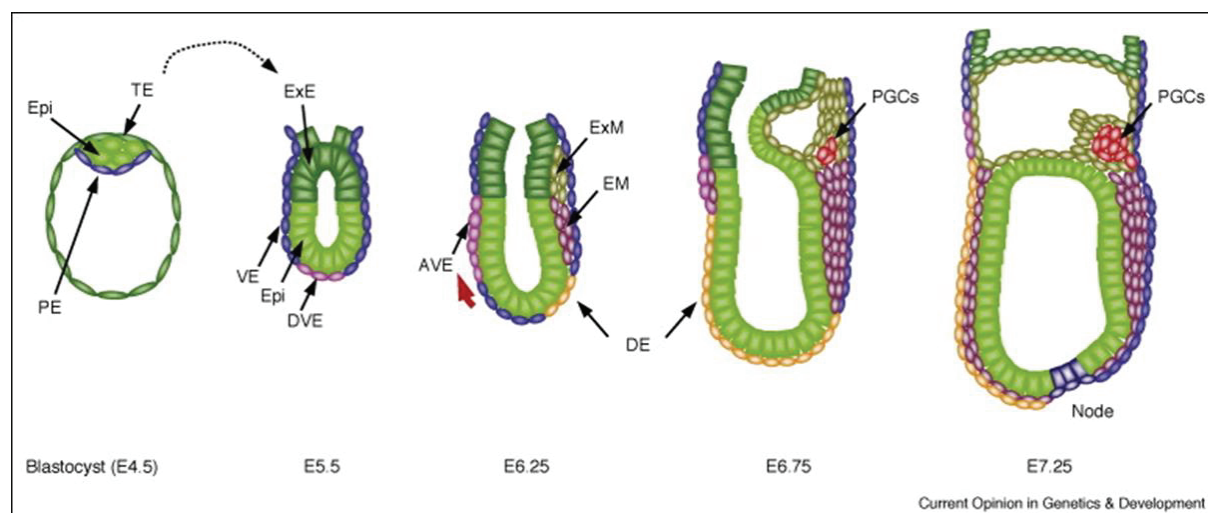 Epi
TE
PE
ExE
VE
Epi
DVE
ExM
EM
AVE
DE
PGCs
PGCs
Node
Blastocyst (E4.5)
E5.5
E6.25
E6.75
E7.25
Current Opinion in Genetics & Development